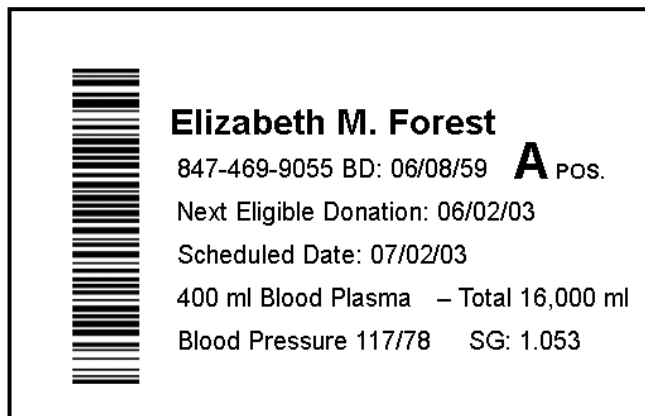 Elizabeth M. Forest
847-469-9055 BD: 06/08/59 A POS.
Next Eligible Donation: 06/02/03
Scheduled Date: 07/02/03
400 ml Blood Plasma – Total 16,000 ml
Blood Pressure 117/78 SG: 1.053